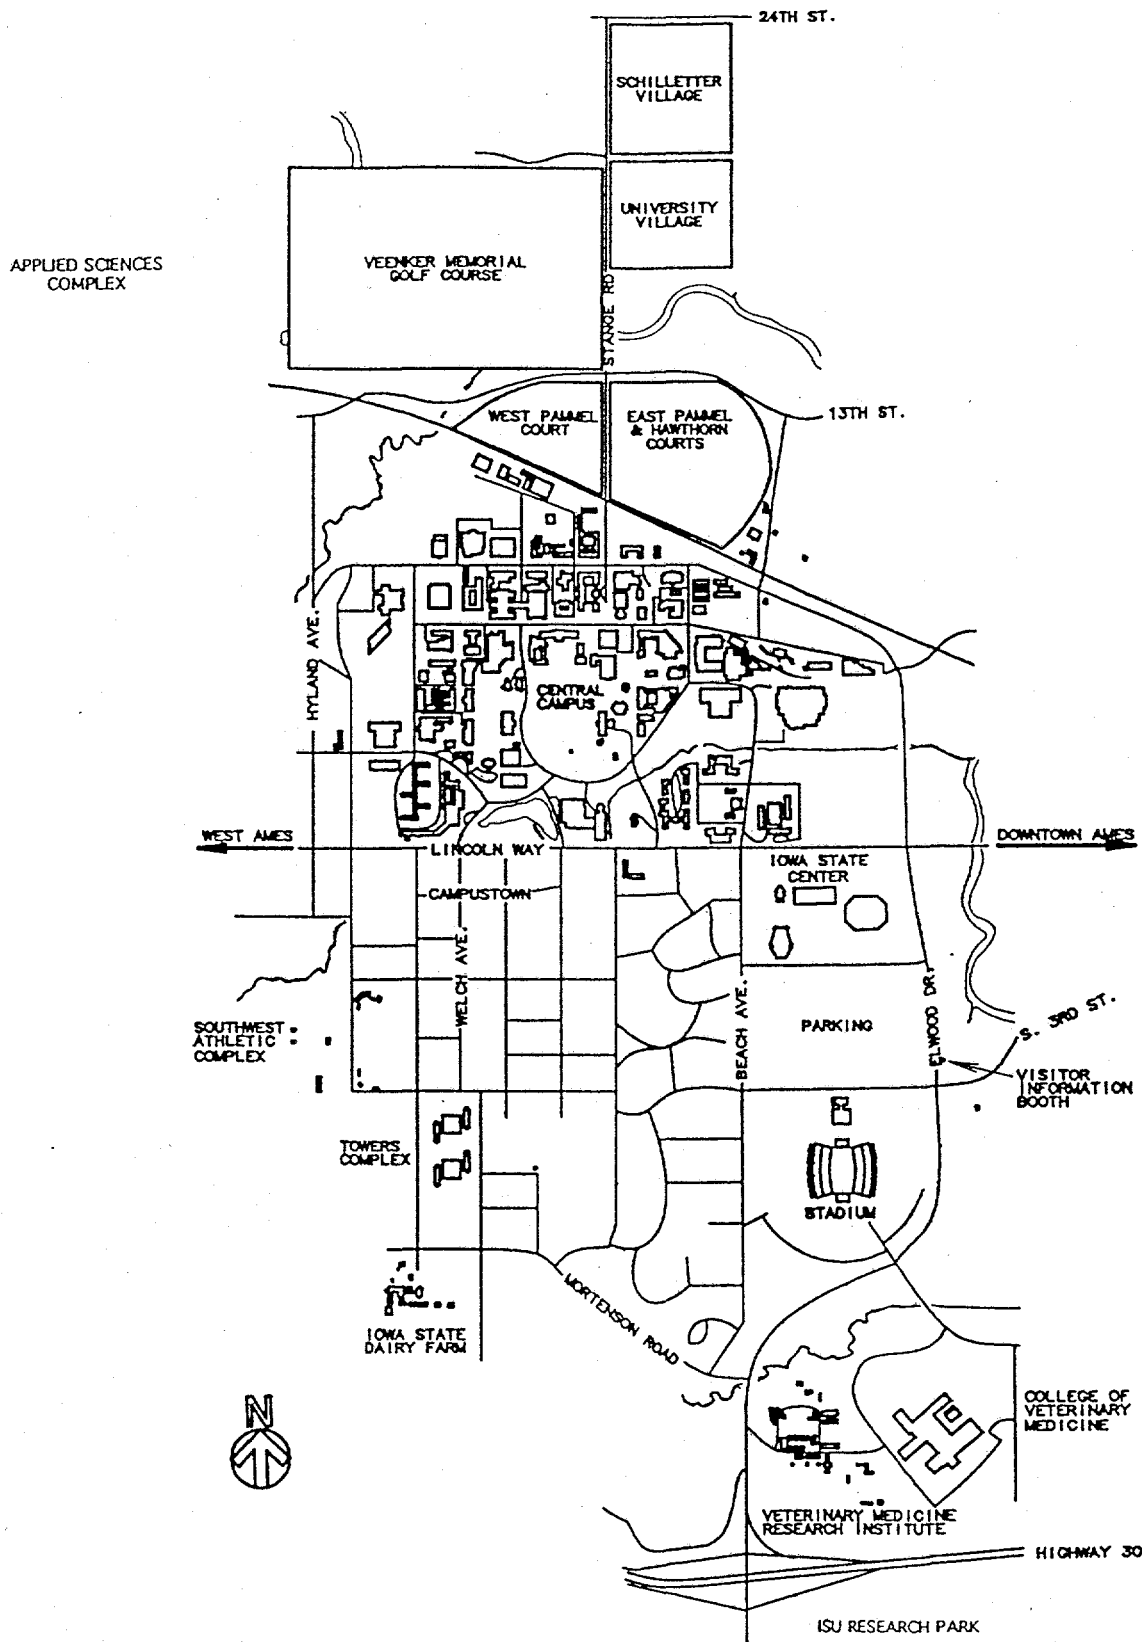 24TH ST.
SCHILLETTER
VILLAGE
UNIVERSITY
VILLAGE
APPLIED SCIENCES
COMPLEX
VEENKER MEMORIAL
GOLF COURSE
STANGE RD
WEST PAMMEL
COURT
EAST PAMMEL
& HAWTHORN
COURTS
13TH ST.
HYLAND AVE.
CENTRAL
CAMPUS
WEST AMES
LINCOLN WAY
DOWNTOWN AMES
IOWA STATE
CENTER
CAMPUSTOWN
WELCH AVE.
BEACH AVE.
ELWOOD DR.
PARKING
S. 3RD ST.
SOUTHWEST
ATHLETIC
COMPLEX
VISITOR
INFORMATION
BOOTH
TOWERS
COMPLEX
STADIUM
MORTENSON ROAD
IOWA STATE
DAIRY FARM
N
COLLEGE OF
VETERINARY
MEDICINE
VETERINARY MEDICINE
RESEARCH INSTITUTE
HIGHWAY 30
ISU RESEARCH PARK